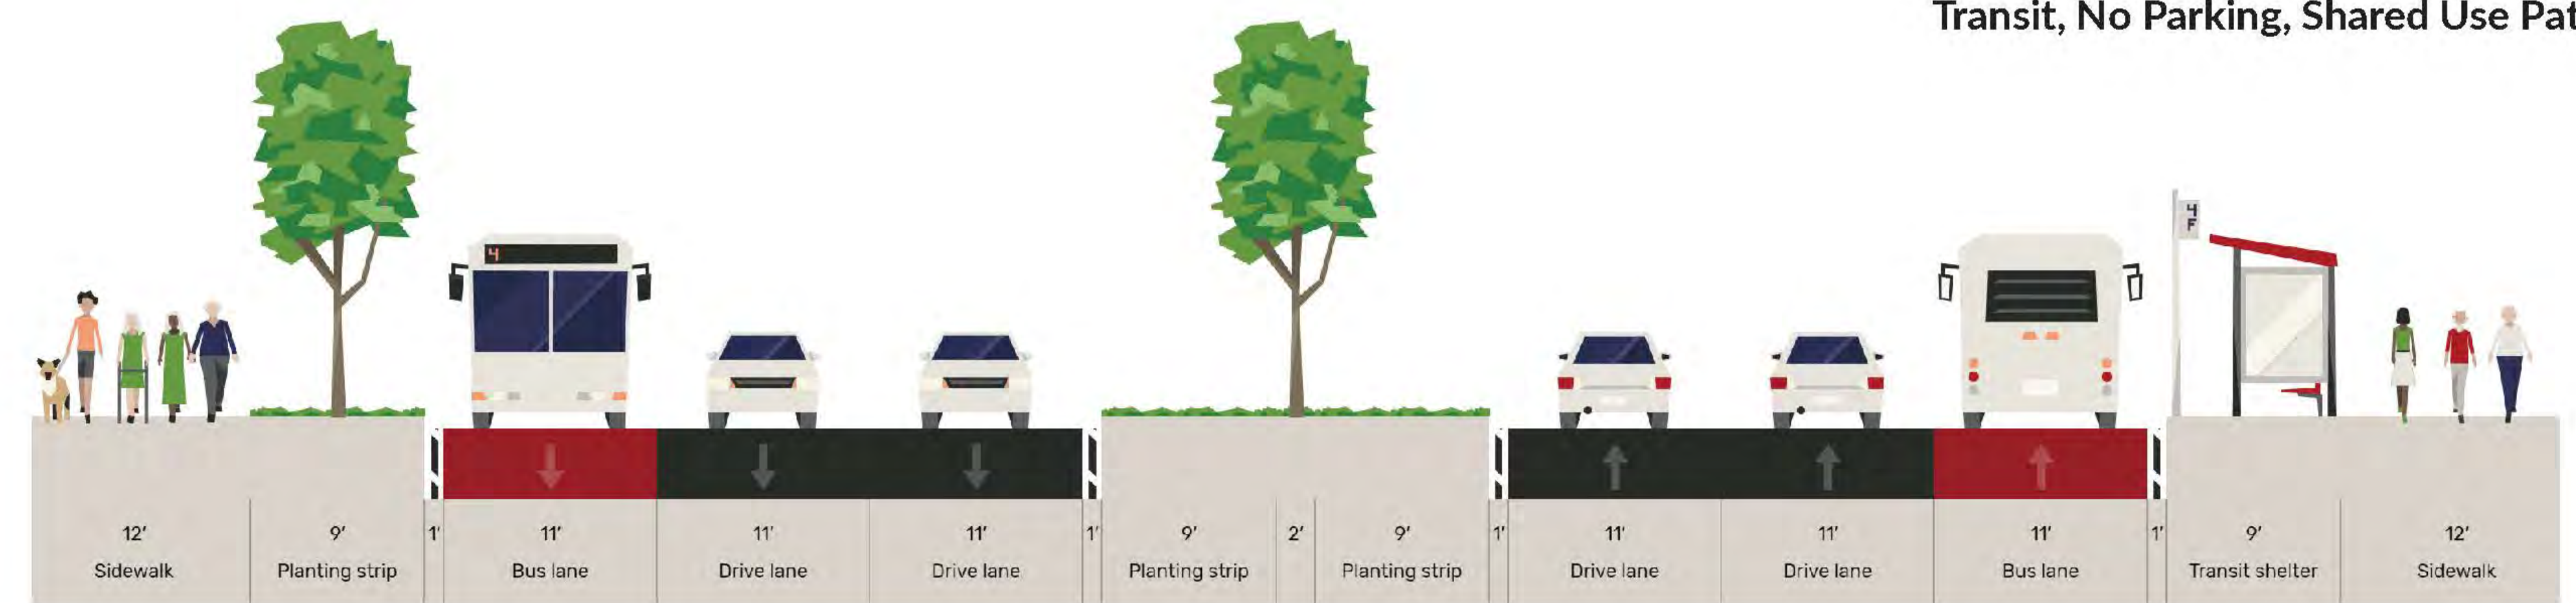 Transit, No Parking, Shared Use Pat
4
F
4
12' 9' 1' 11' 11' 11' 1' 9' 2' 9' 1' 11' 11' 11' 1' 9' 12'
Sidewalk Planting strip Bus lane Drive lane Drive lane Planting strip Planting strip Drive lane Drive lane Bus lane Transit shelter Sidewalk